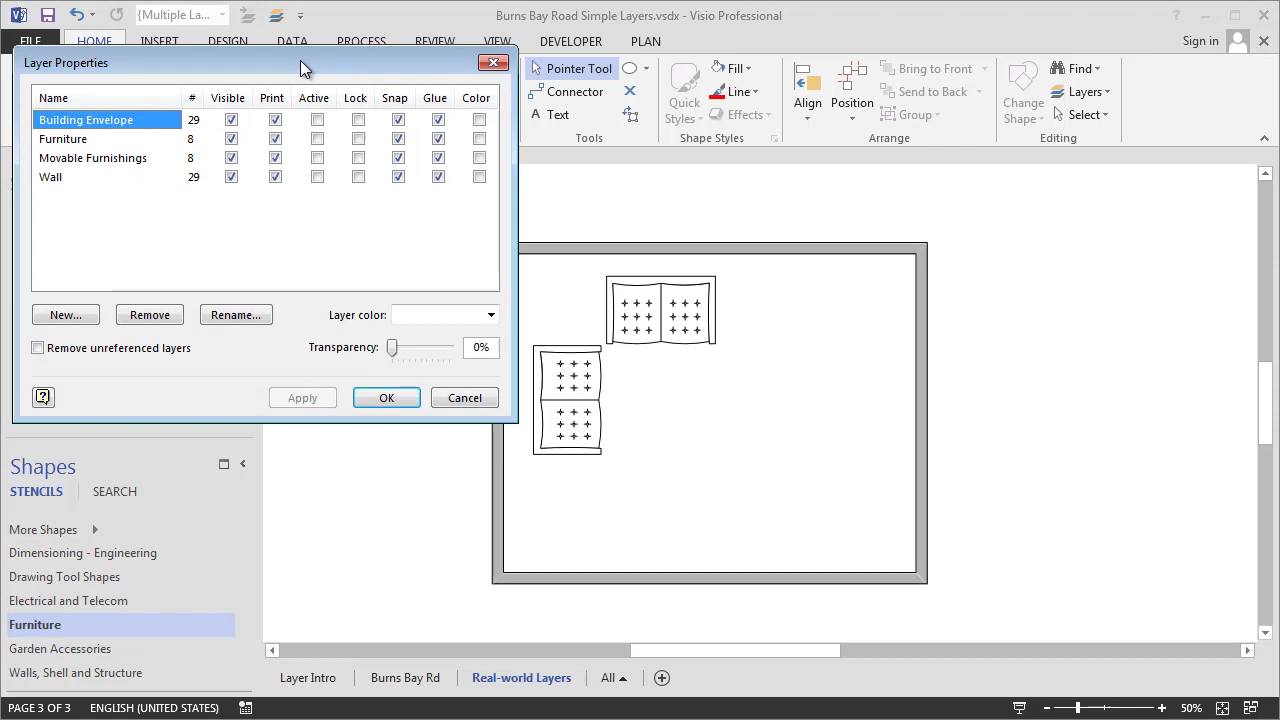 {Multiple La...
Burns Bay Road Simple Layers.vsdx - Visio Professional
?
FILE HOME INSERT DESIGN DATA PROCESS REVIEW VIEW DEVELOPER PLAN Sign in
Layer Properties
Name # Visible Print Active Lock Snap Glue Color
Building Envelope 29
Furniture 8
Movable Furnishings 8
Wall 29
New... Remove Rename... Layer color:
Remove unreferenced layers Transparency: 0%
Apply OK Cancel
Pointer Tool
Connector
A Text
Tools
Quick Styles
Fill
Line
Effects
Shape Styles
Align
Position
Bring to Front
Send to Back
Group
Arrange
Change Shape
Find
Layers
Select
Editing
Shapes
STENCILS SEARCH
More Shapes
Dimensioning - Engineering
Drawing Tool Shapes
Electrical and Telecom
Furniture
Garden Accessories
Walls, Shell and Structure
Layer Intro Burns Bay Rd Real-world Layers All
PAGE 3 OF 3 ENGLISH (UNITED STATES) 50%